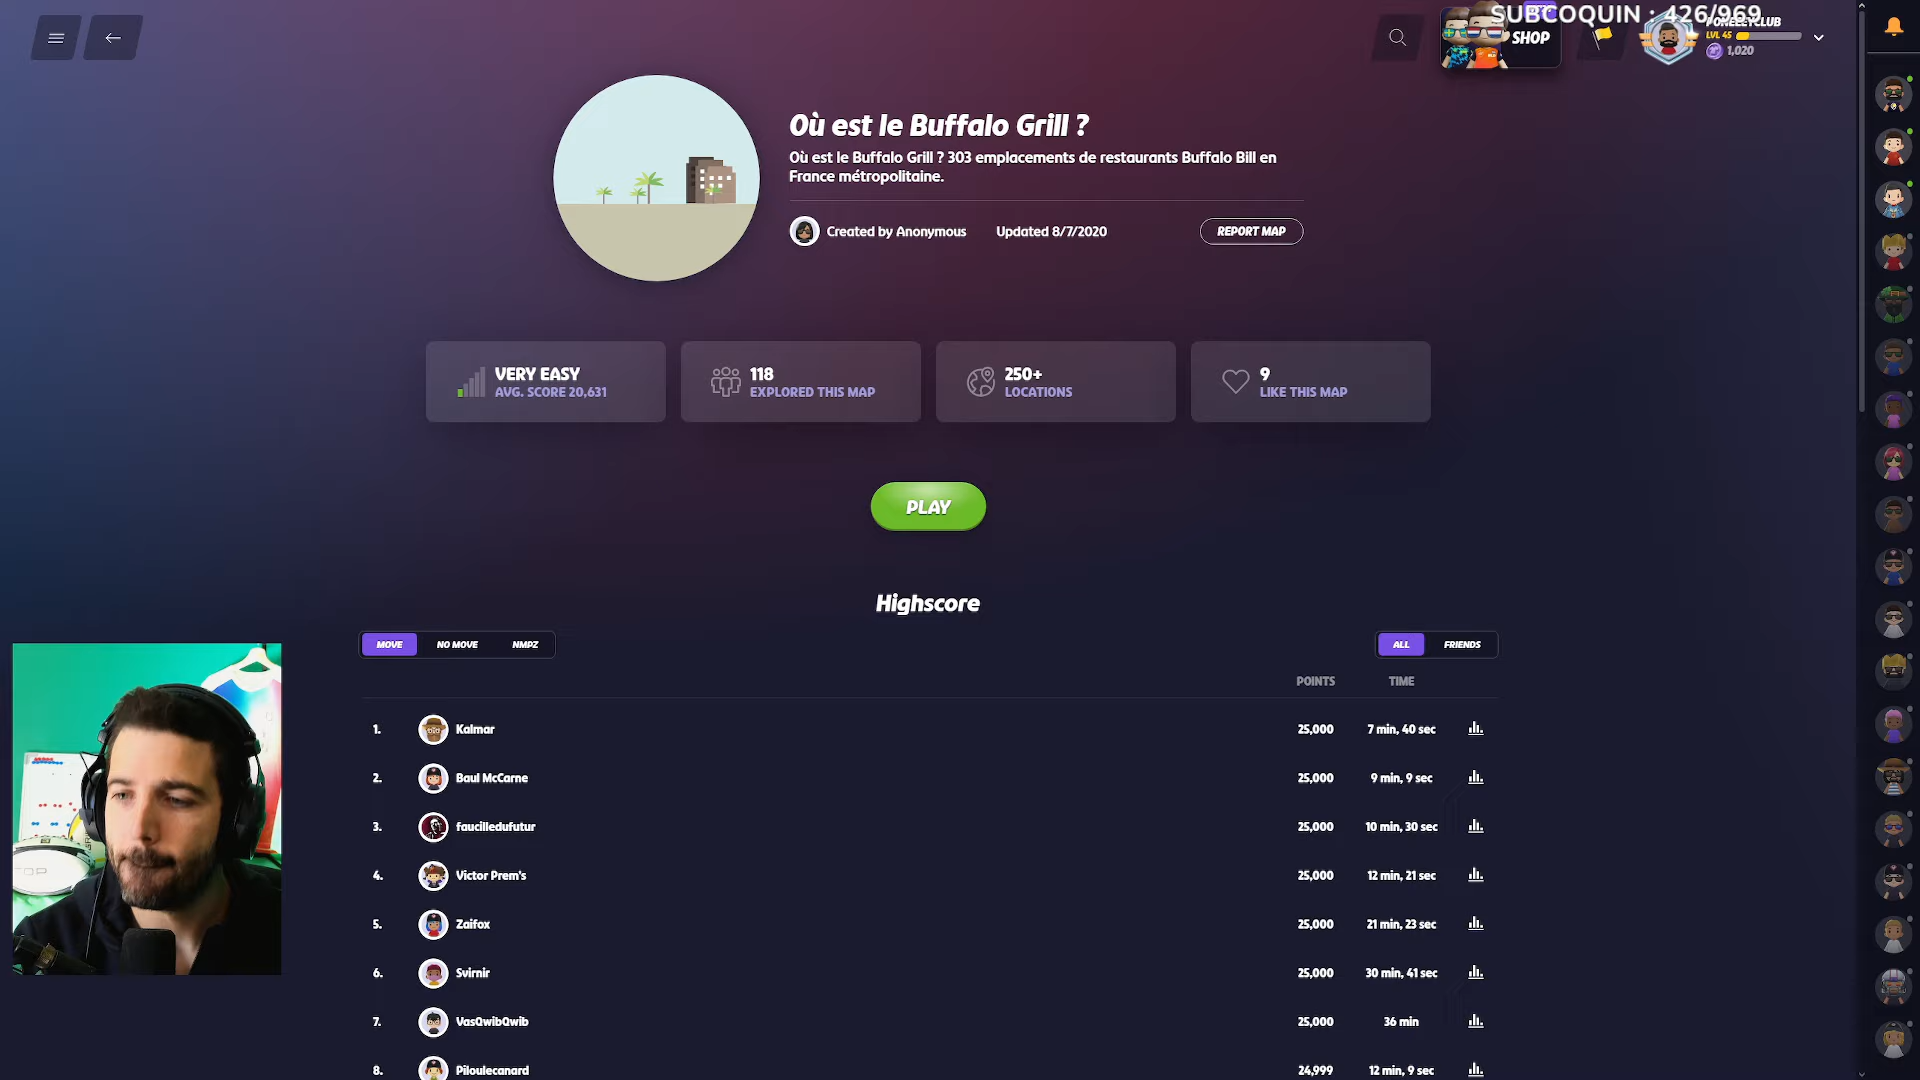 SUBCOQUIN : 426/969
SHOP
PONEEEYCLUB
LVL 45
1,020
Où est le Buffalo Grill ?
Où est le Buffalo Grill ? 303 emplacements de restaurants Buffalo Bill en
France métropolitaine.
Created by Anonymous
Updated 8/7/2020
REPORT MAP
VERY EASY
AVG. SCORE 20,631
118
EXPLORED THIS MAP
250+
LOCATIONS
9
LIKE THIS MAP
PLAY
Highscore
MOVE NO MOVE NMPZ
ALL FRIENDS
POINTS TIME
1. Kalmar 25,000 7 min, 40 sec
2. Baul McCarne 25,000 9 min, 9 sec
3. faucilledufutur 25,000 10 min, 30 sec
4. Victor Prem's 25,000 12 min, 21 sec
5. Zaifox 25,000 21 min, 23 sec
6. Svirnir 25,000 30 min, 41 sec
7. VasQwibQwib 25,000 36 min
8. Piloulecanard 24,999 12 min, 9 sec